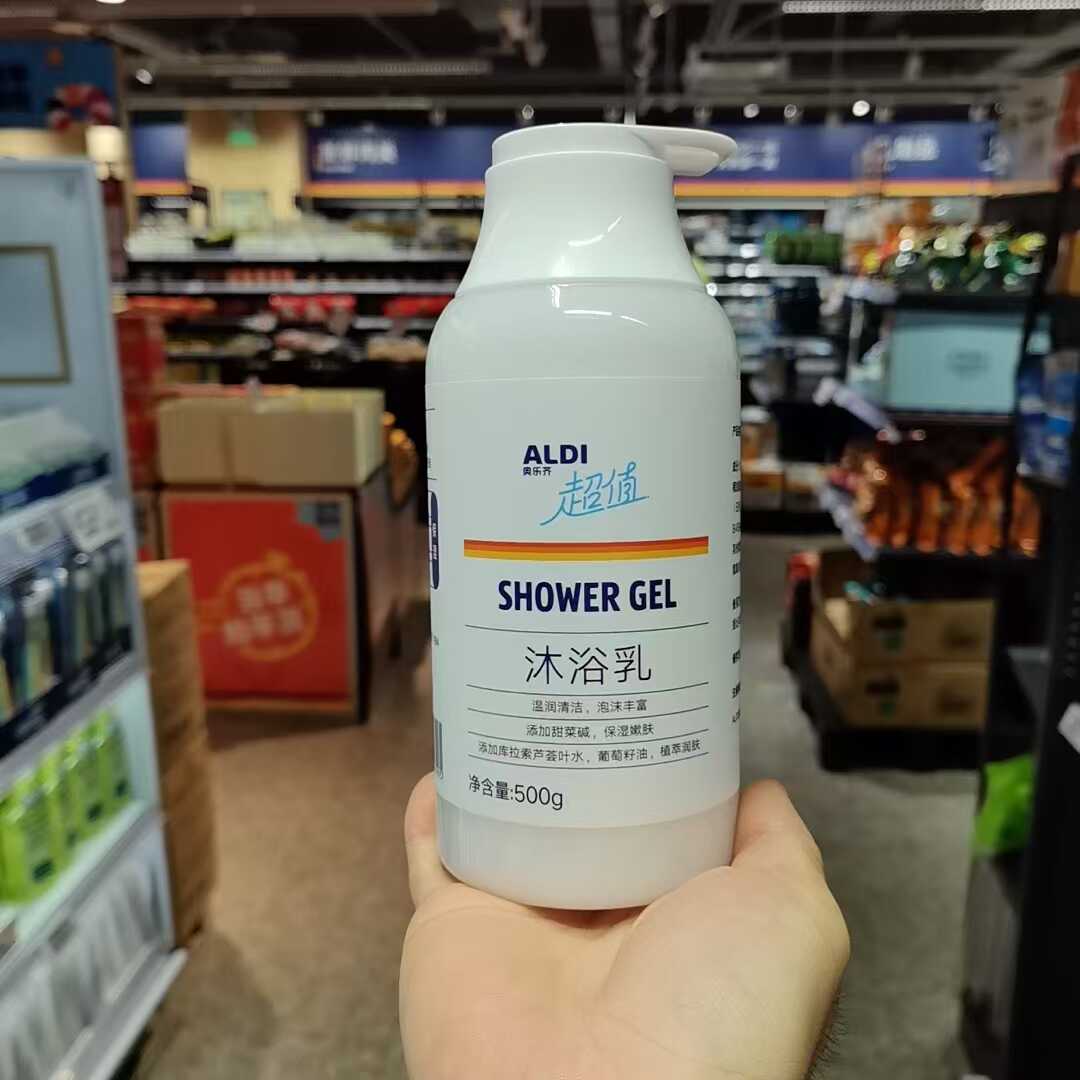 ALDI
奥乐齐
超值
SHOWER GEL
沐浴乳
温润清洁，泡沫丰富
添加甜菜碱，保湿嫩肤
添加库拉索芦荟叶水，葡萄籽油，植萃润肤
净含量:500g